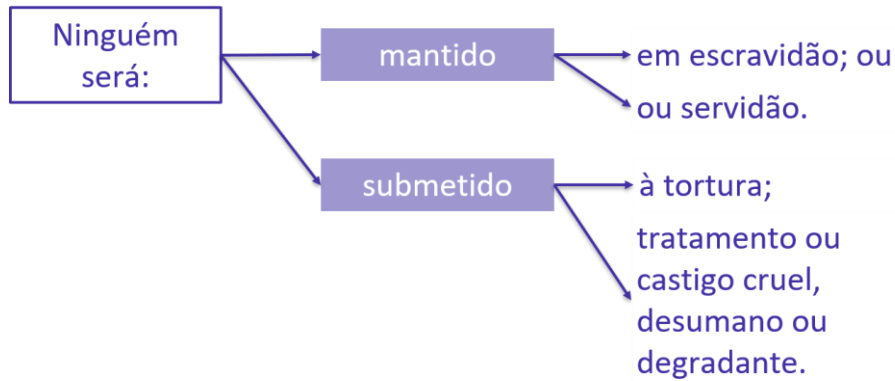 Ninguém
será:
mantido
em escravidão; ou
ou servidão.
submetido
à tortura;
tratamento ou
castigo cruel,
desumano ou
degradante.